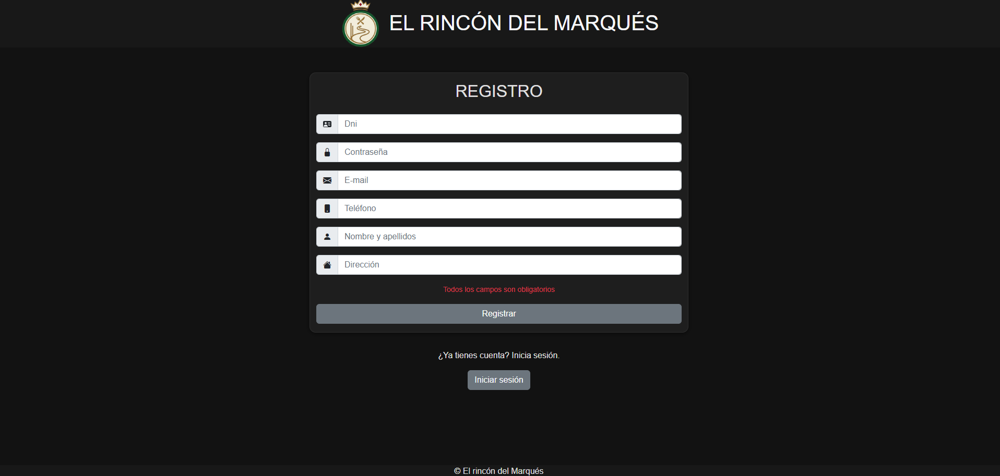 EL RINCÓN DEL MARQUÉS
REGISTRO
Dni
Contraseña
E-mail
Teléfono
Nombre y apellidos
Dirección
Todos los campos son obligatorios
Registrar
¿Ya tienes cuenta? Inicia sesión.
Iniciar sesión
© El rincón del Marqués